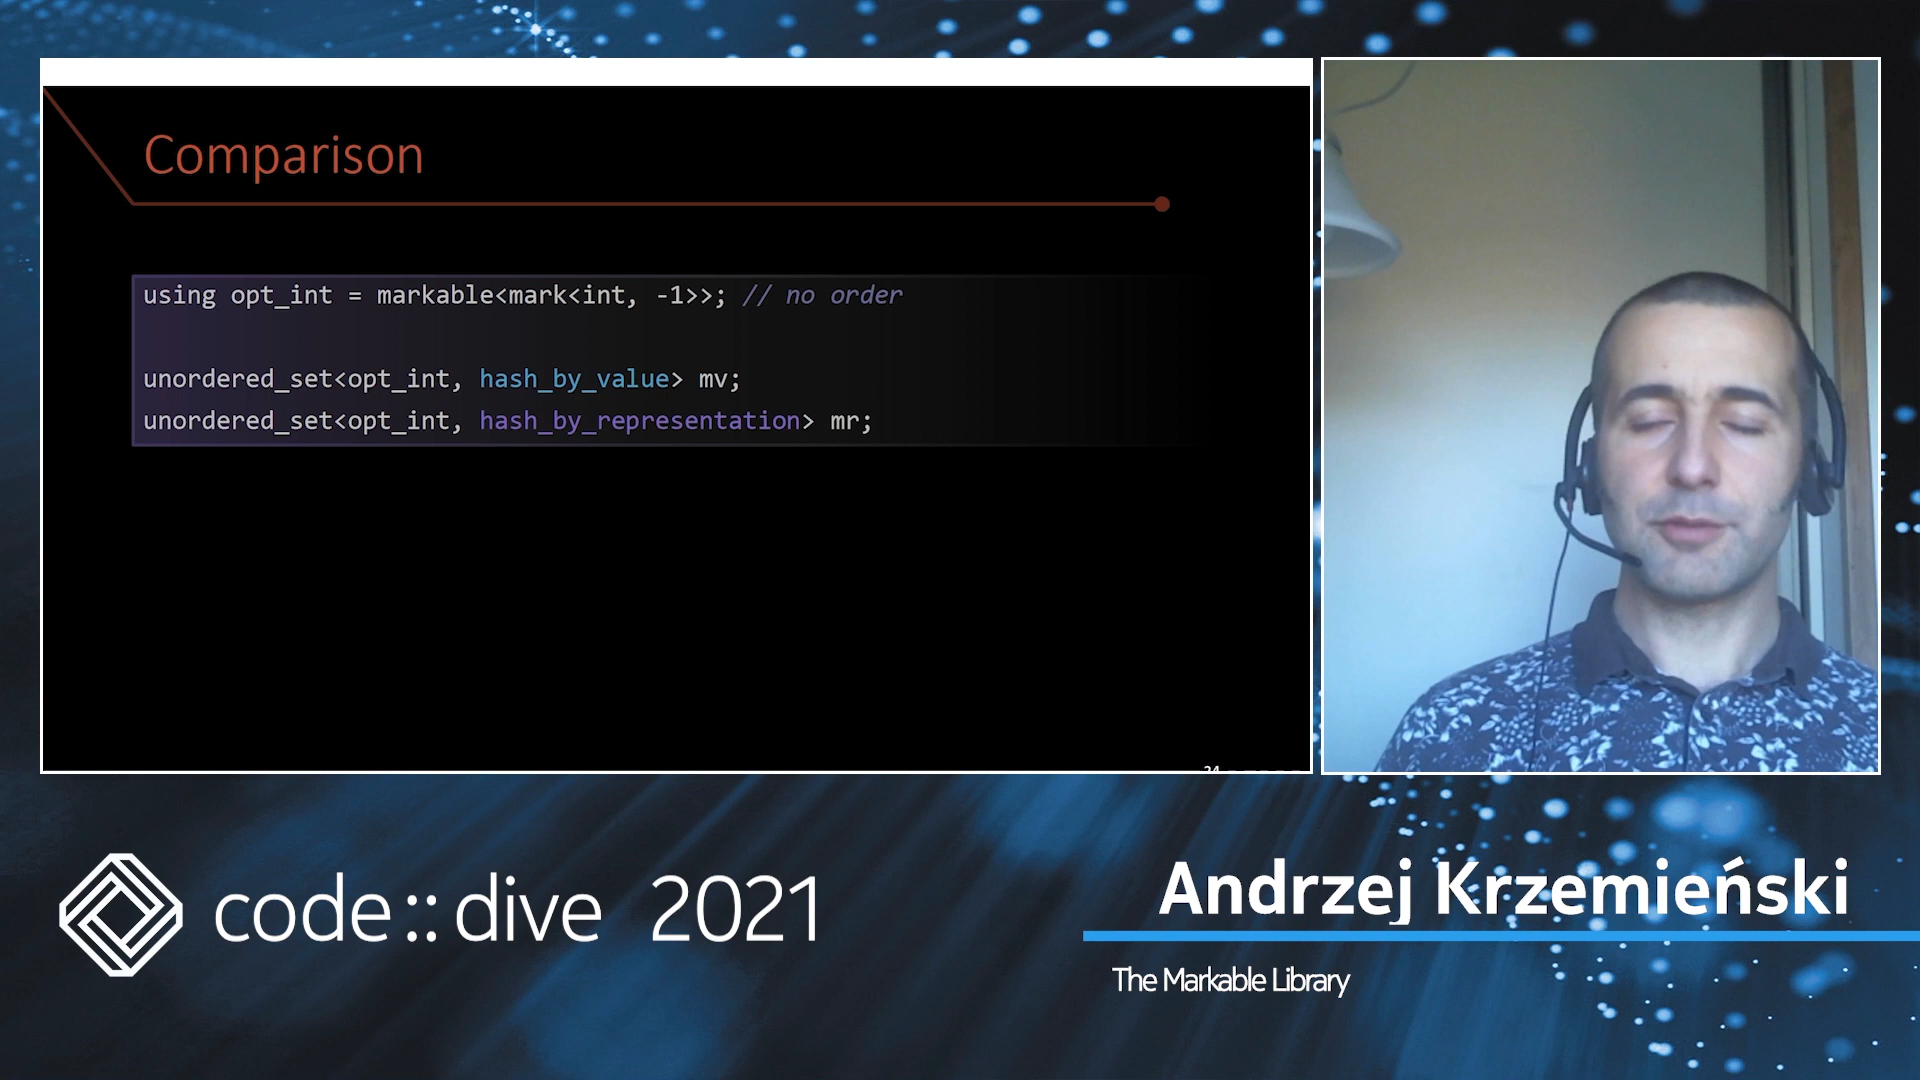 Comparison
using opt_int = markable<mark<int, -1>>; // no order
unordered_set<opt_int, hash_by_value> mv;
unordered_set<opt_int, hash_by_representation> mr;
code::dive 2021
Andrzej Krzemieński
The Markable Library